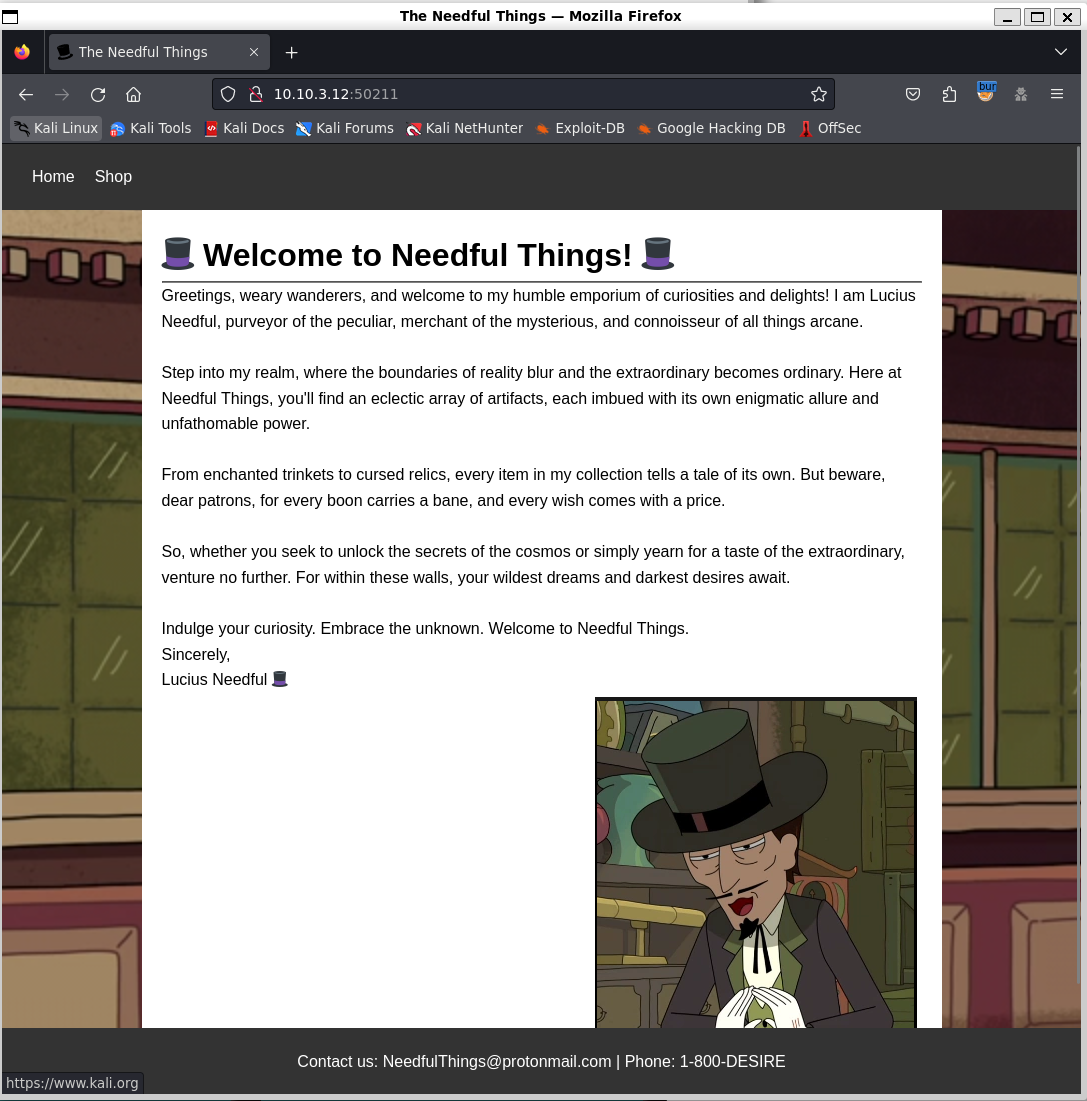 The Needful Things — Mozilla Firefox
The Needful Things
10.10.3.12:50211
bur
Kali Linux Kali Tools Kali Docs Kali Forums Kali NetHunter Exploit-DB Google Hacking DB OffSec
Home Shop
🎩 Welcome to Needful Things! 🎩
Greetings, weary wanderers, and welcome to my humble emporium of curiosities and delights! I am Lucius
Needful, purveyor of the peculiar, merchant of the mysterious, and connoisseur of all things arcane.
Step into my realm, where the boundaries of reality blur and the extraordinary becomes ordinary. Here at
Needful Things, you'll find an eclectic array of artifacts, each imbued with its own enigmatic allure and
unfathomable power.
From enchanted trinkets to cursed relics, every item in my collection tells a tale of its own. But beware,
dear patrons, for every boon carries a bane, and every wish comes with a price.
So, whether you seek to unlock the secrets of the cosmos or simply yearn for a taste of the extraordinary,
venture no further. For within these walls, your wildest dreams and darkest desires await.
Indulge your curiosity. Embrace the unknown. Welcome to Needful Things.
Sincerely,
Lucius Needful 🎩
Contact us: NeedfulThings@protonmail.com | Phone: 1-800-DESIRE
https://www.kali.org